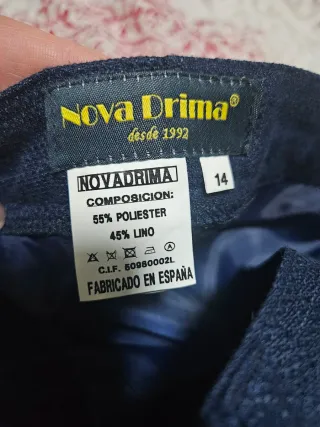 Nova Drima®
desde 1992
NOVADRIMA
COMPOSICION:
55% POLIESTER
45% LINO
C.I.F. 50980002L
FABRICADO EN ESPAÑA
14